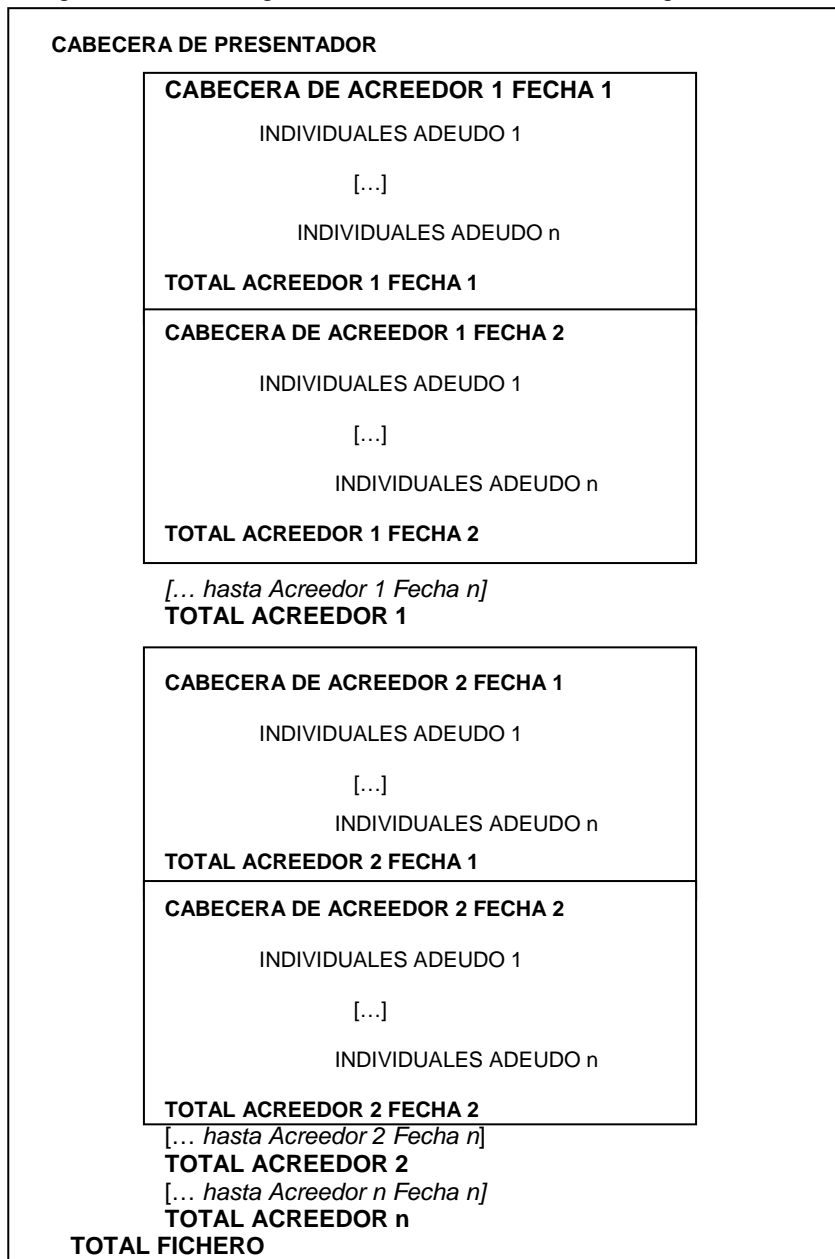 CABECERA DE PRESENTADOR
CABECERA DE ACREEDOR 1 FECHA 1
INDIVIDUALES ADEUDO 1
[…]
INDIVIDUALES ADEUDO n
TOTAL ACREEDOR 1 FECHA 1
CABECERA DE ACREEDOR 1 FECHA 2
INDIVIDUALES ADEUDO 1
[…]
INDIVIDUALES ADEUDO n
TOTAL ACREEDOR 1 FECHA 2
[… hasta Acreedor 1 Fecha n]
TOTAL ACREEDOR 1
CABECERA DE ACREEDOR 2 FECHA 1
INDIVIDUALES ADEUDO 1
[…]
INDIVIDUALES ADEUDO n
TOTAL ACREEDOR 2 FECHA 1
CABECERA DE ACREEDOR 2 FECHA 2
INDIVIDUALES ADEUDO 1
[…]
INDIVIDUALES ADEUDO n
TOTAL ACREEDOR 2 FECHA 2
[… hasta Acreedor 2 Fecha n]
TOTAL ACREEDOR 2
[… hasta Acreedor n Fecha n]
TOTAL ACREEDOR n
TOTAL FICHERO